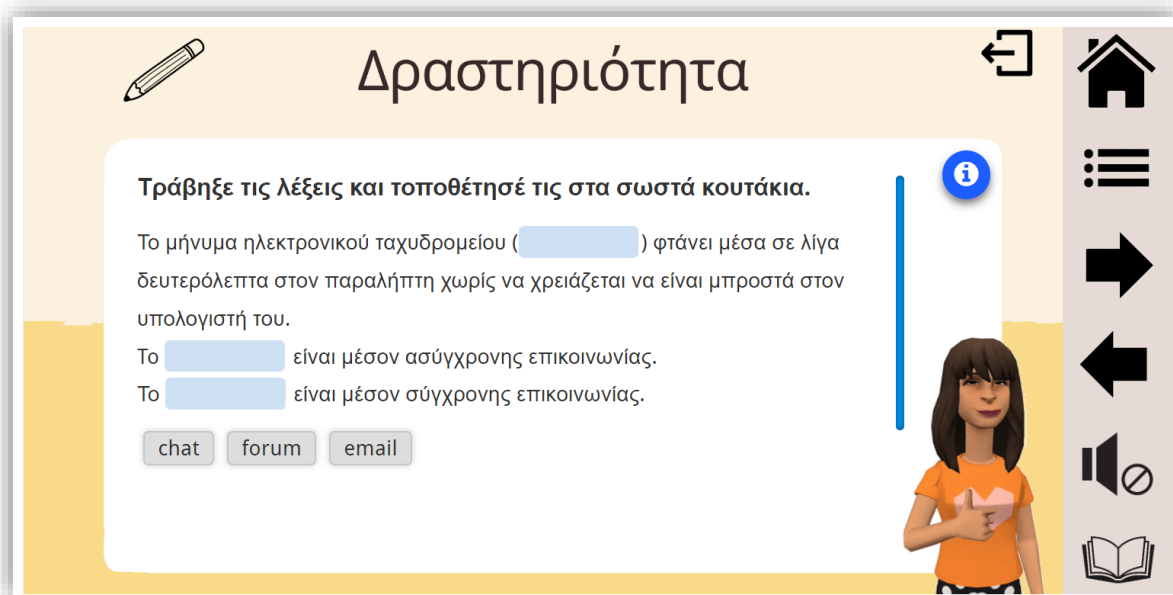 Δραστηριότητα
Τράβηξε τις λέξεις και τοποθέτησέ τις στα σωστά κουτάκια.
Το μήνυμα ηλεκτρονικού ταχυδρομείου ( ) φτάνει μέσα σε λίγα
δευτερόλεπτα στον παραλήπτη χωρίς να χρειάζεται να είναι μπροστά στον
υπολογιστή του.
Το είναι μέσον ασύγχρονης επικοινωνίας.
Το είναι μέσον σύγχρονης επικοινωνίας.
chat forum email